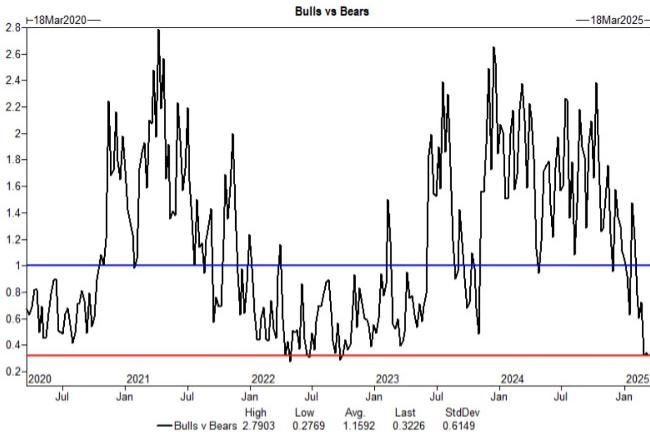 Bulls vs Bears
18Mar2020
18Mar2025
2.8
2.6
2.4
2.2
2
1.8
1.6
1.4
1.2
1
0.8
0.6
0.4
0.2
2020 2021 2022 2023 2024 2025
Jul Jan Jul Jan Jul Jan Jul Jan Jul Jan
High Low Avg. Last StdDev
Bulls v Bears 2.7903 0.2769 1.1592 0.3226 0.6149